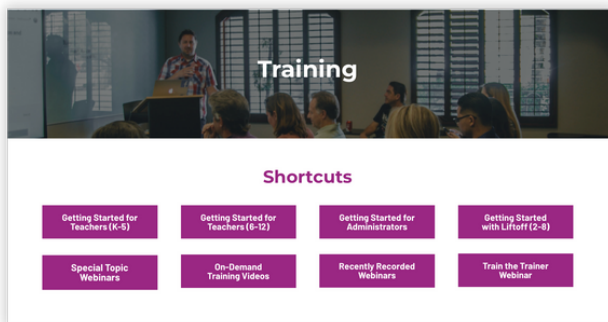 Training
Shortcuts
Getting Started for
Teachers (K-5)
Getting Started for
Teachers (6-12)
Getting Started for
Administrators
Getting Started
with Liftoff (2-8)
Special Topic
Webinars
On-Demand
Training Videos
Recently Recorded
Webinars
Train the Trainer
Webinar